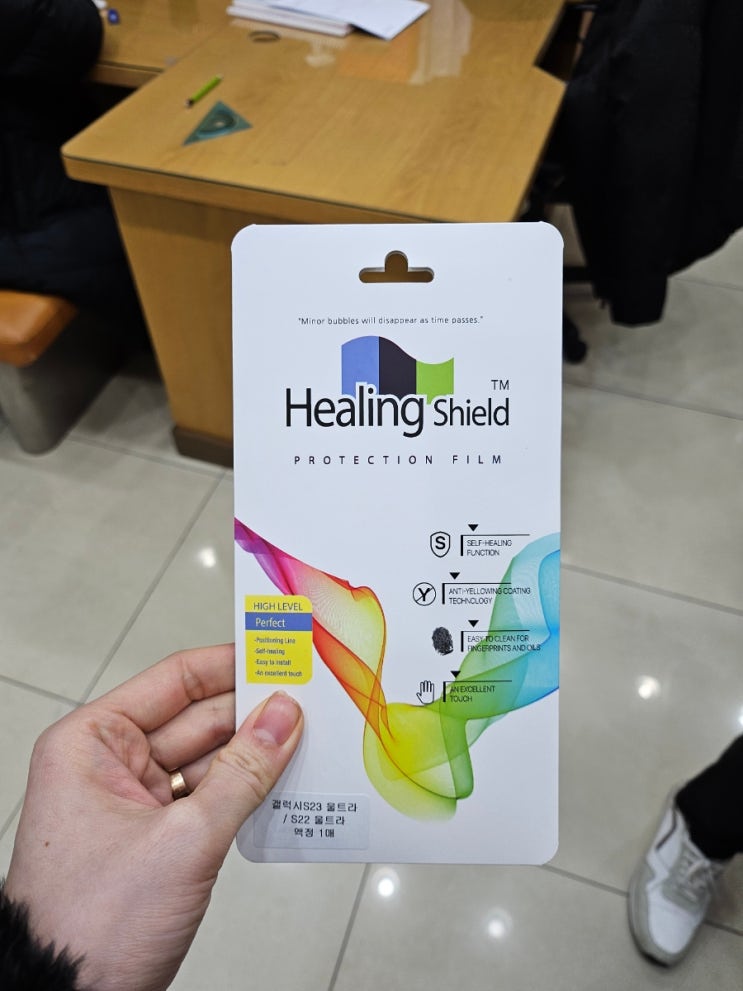 "Minor bubbles will disappear as time passes."
Healing Shield™
PROTECTION FILM
S
SELF-HEALING
FUNCTION
Y
ANTI-YELLOWING COATING
TECHNOLOGY
EASY TO CLEAN FOR
FINGERPRINTS AND OILS
AN EXCELLENT
TOUCH
HIGH LEVEL
Perfect
-Positioning Line
-Self-healing
-Easy to install
-An excellent touch
갤럭시S23 울트라
/ S22 울트라
액정 1매